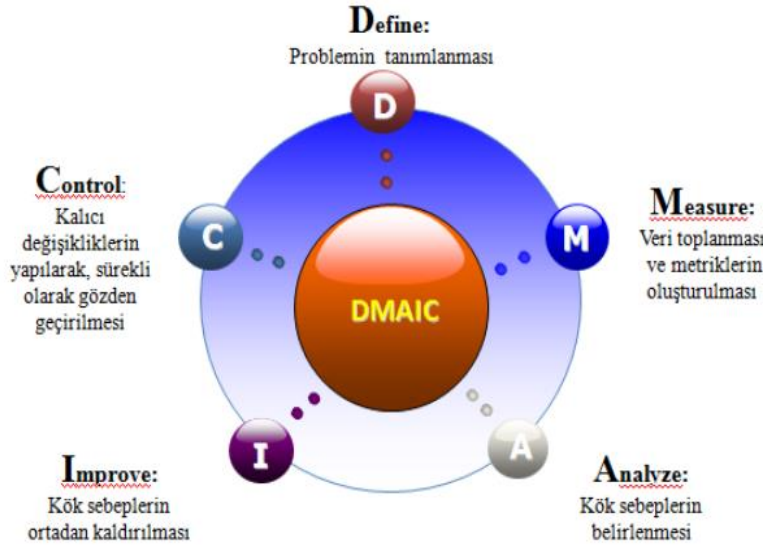 Define:
Problemin tanımlanması
D
Control:
Kalıcı
değişikliklerin
yapılarak, sürekli
olarak gözden
geçirilmesi
C
M
Measure:
Veri toplanması
ve metriklerin
oluşturulması
DMAIC
I
A
Improve:
Kök sebeplerin
ortadan kaldırılması
Analyze:
Kök sebeplerin
belirlenmesi